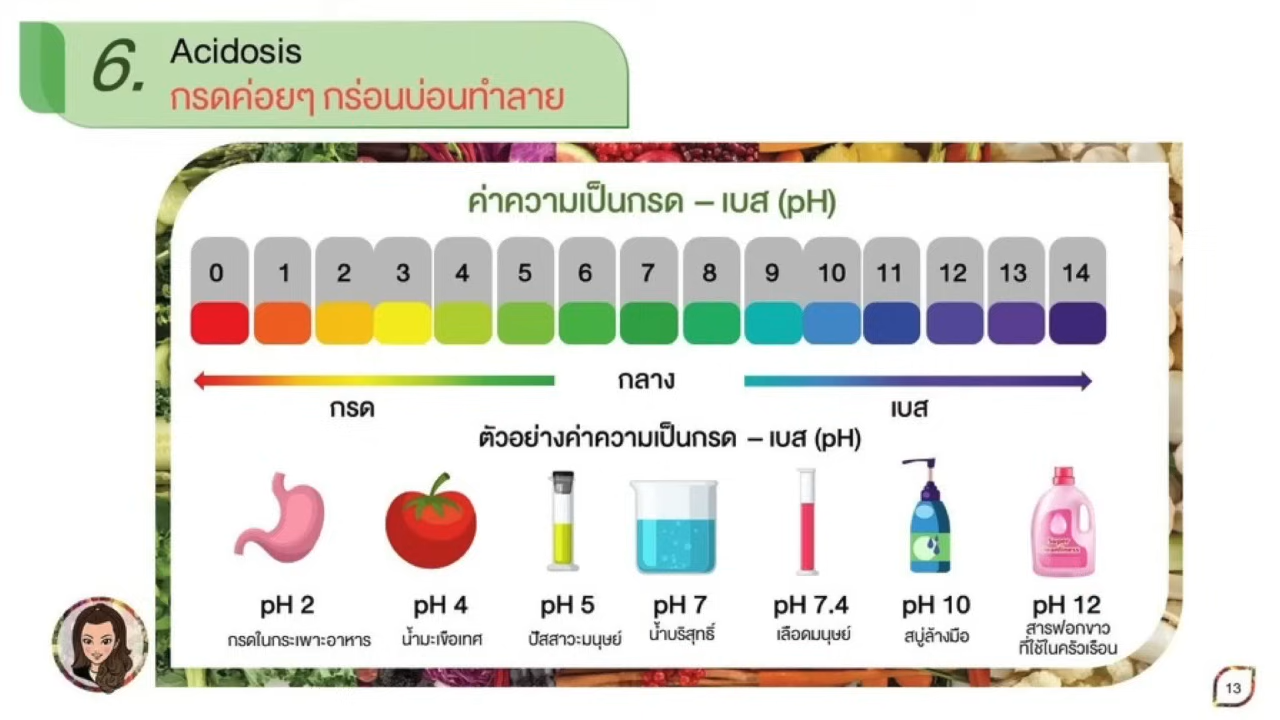 6.
Acidosis
กรดค่อยๆ กร่อนบ่อนทำลาย
ค่าความเป็นกรด – เบส (pH)
0 1 2 3 4 5 6 7 8 9 10 11 12 13 14
กลาง
กรด เบส
ตัวอย่างค่าความเป็นกรด – เบส (pH)
pH 2
กรดในกระเพาะอาหาร
pH 4
น้ำมะเขือเทศ
pH 5
ปัสสาวะมนุษย์
pH 7
น้ำบริสุทธิ์
pH 7.4
เลือดมนุษย์
pH 10
สบู่ล้างมือ
Super
pH 12
สารฟอกขาว
ที่ใช้ในครัวเรือน
13